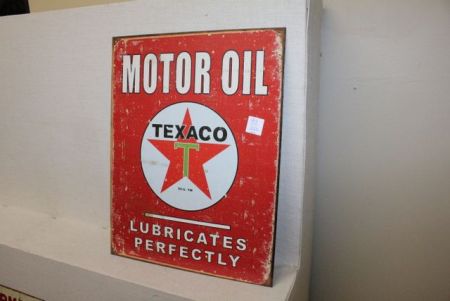 MOTOR OIL
TEXACO
T
LUBRICATES
PERFECTLY